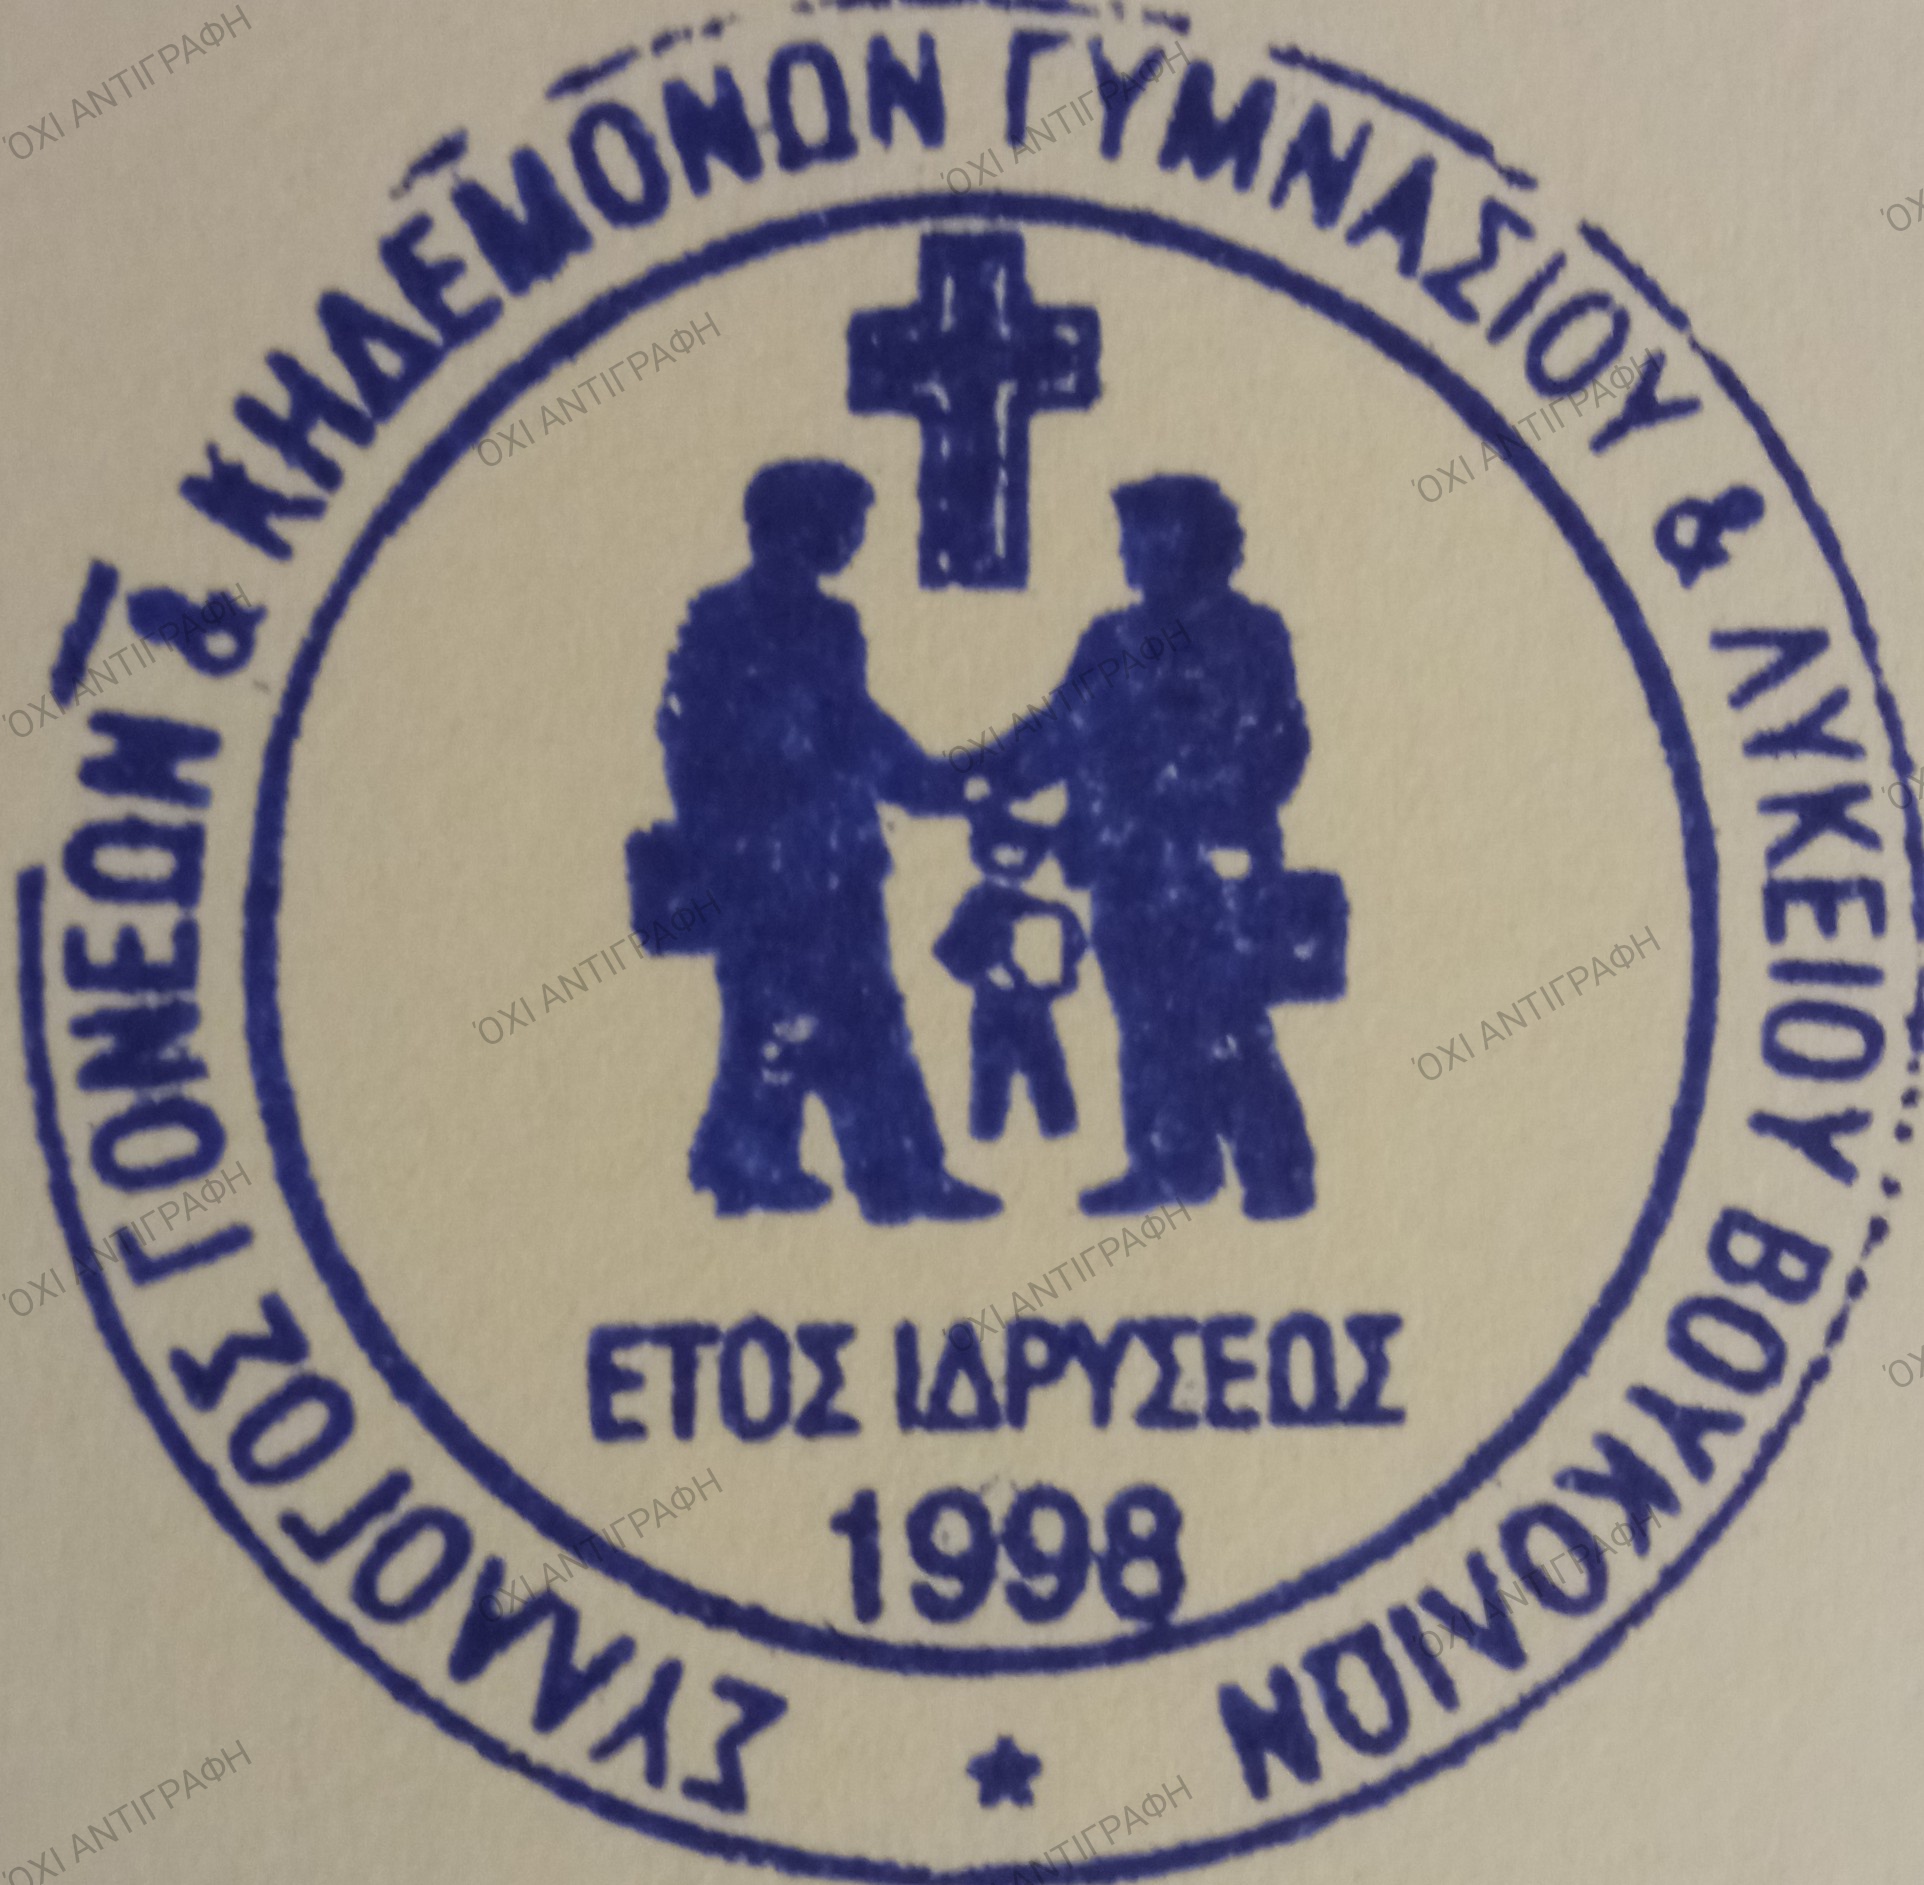 ΣΥΛΛΟΓΟΣ ΓΟΝΕΩΝ & ΚΗΔΕΜΟΝΩΝ ΓΥΜΝΑΣΙΟΥ & ΛΥΚΕΙΟΥ ΒΟΥΚΟΛΙΩΝ
ΕΤΟΣ ΙΔΡΥΣΕΩΣ
1998
ΌΧΙ ΑΝΤΙΓΡΑΦΗ